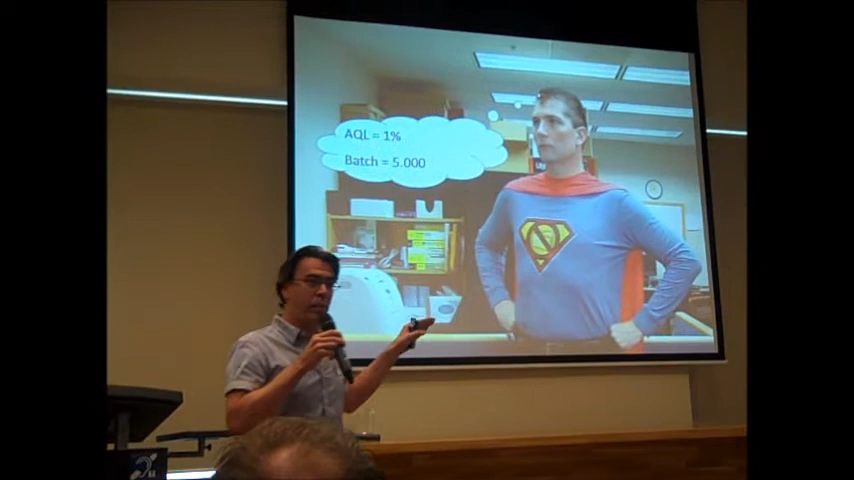 AQL = 1%
Batch = 5.000
N